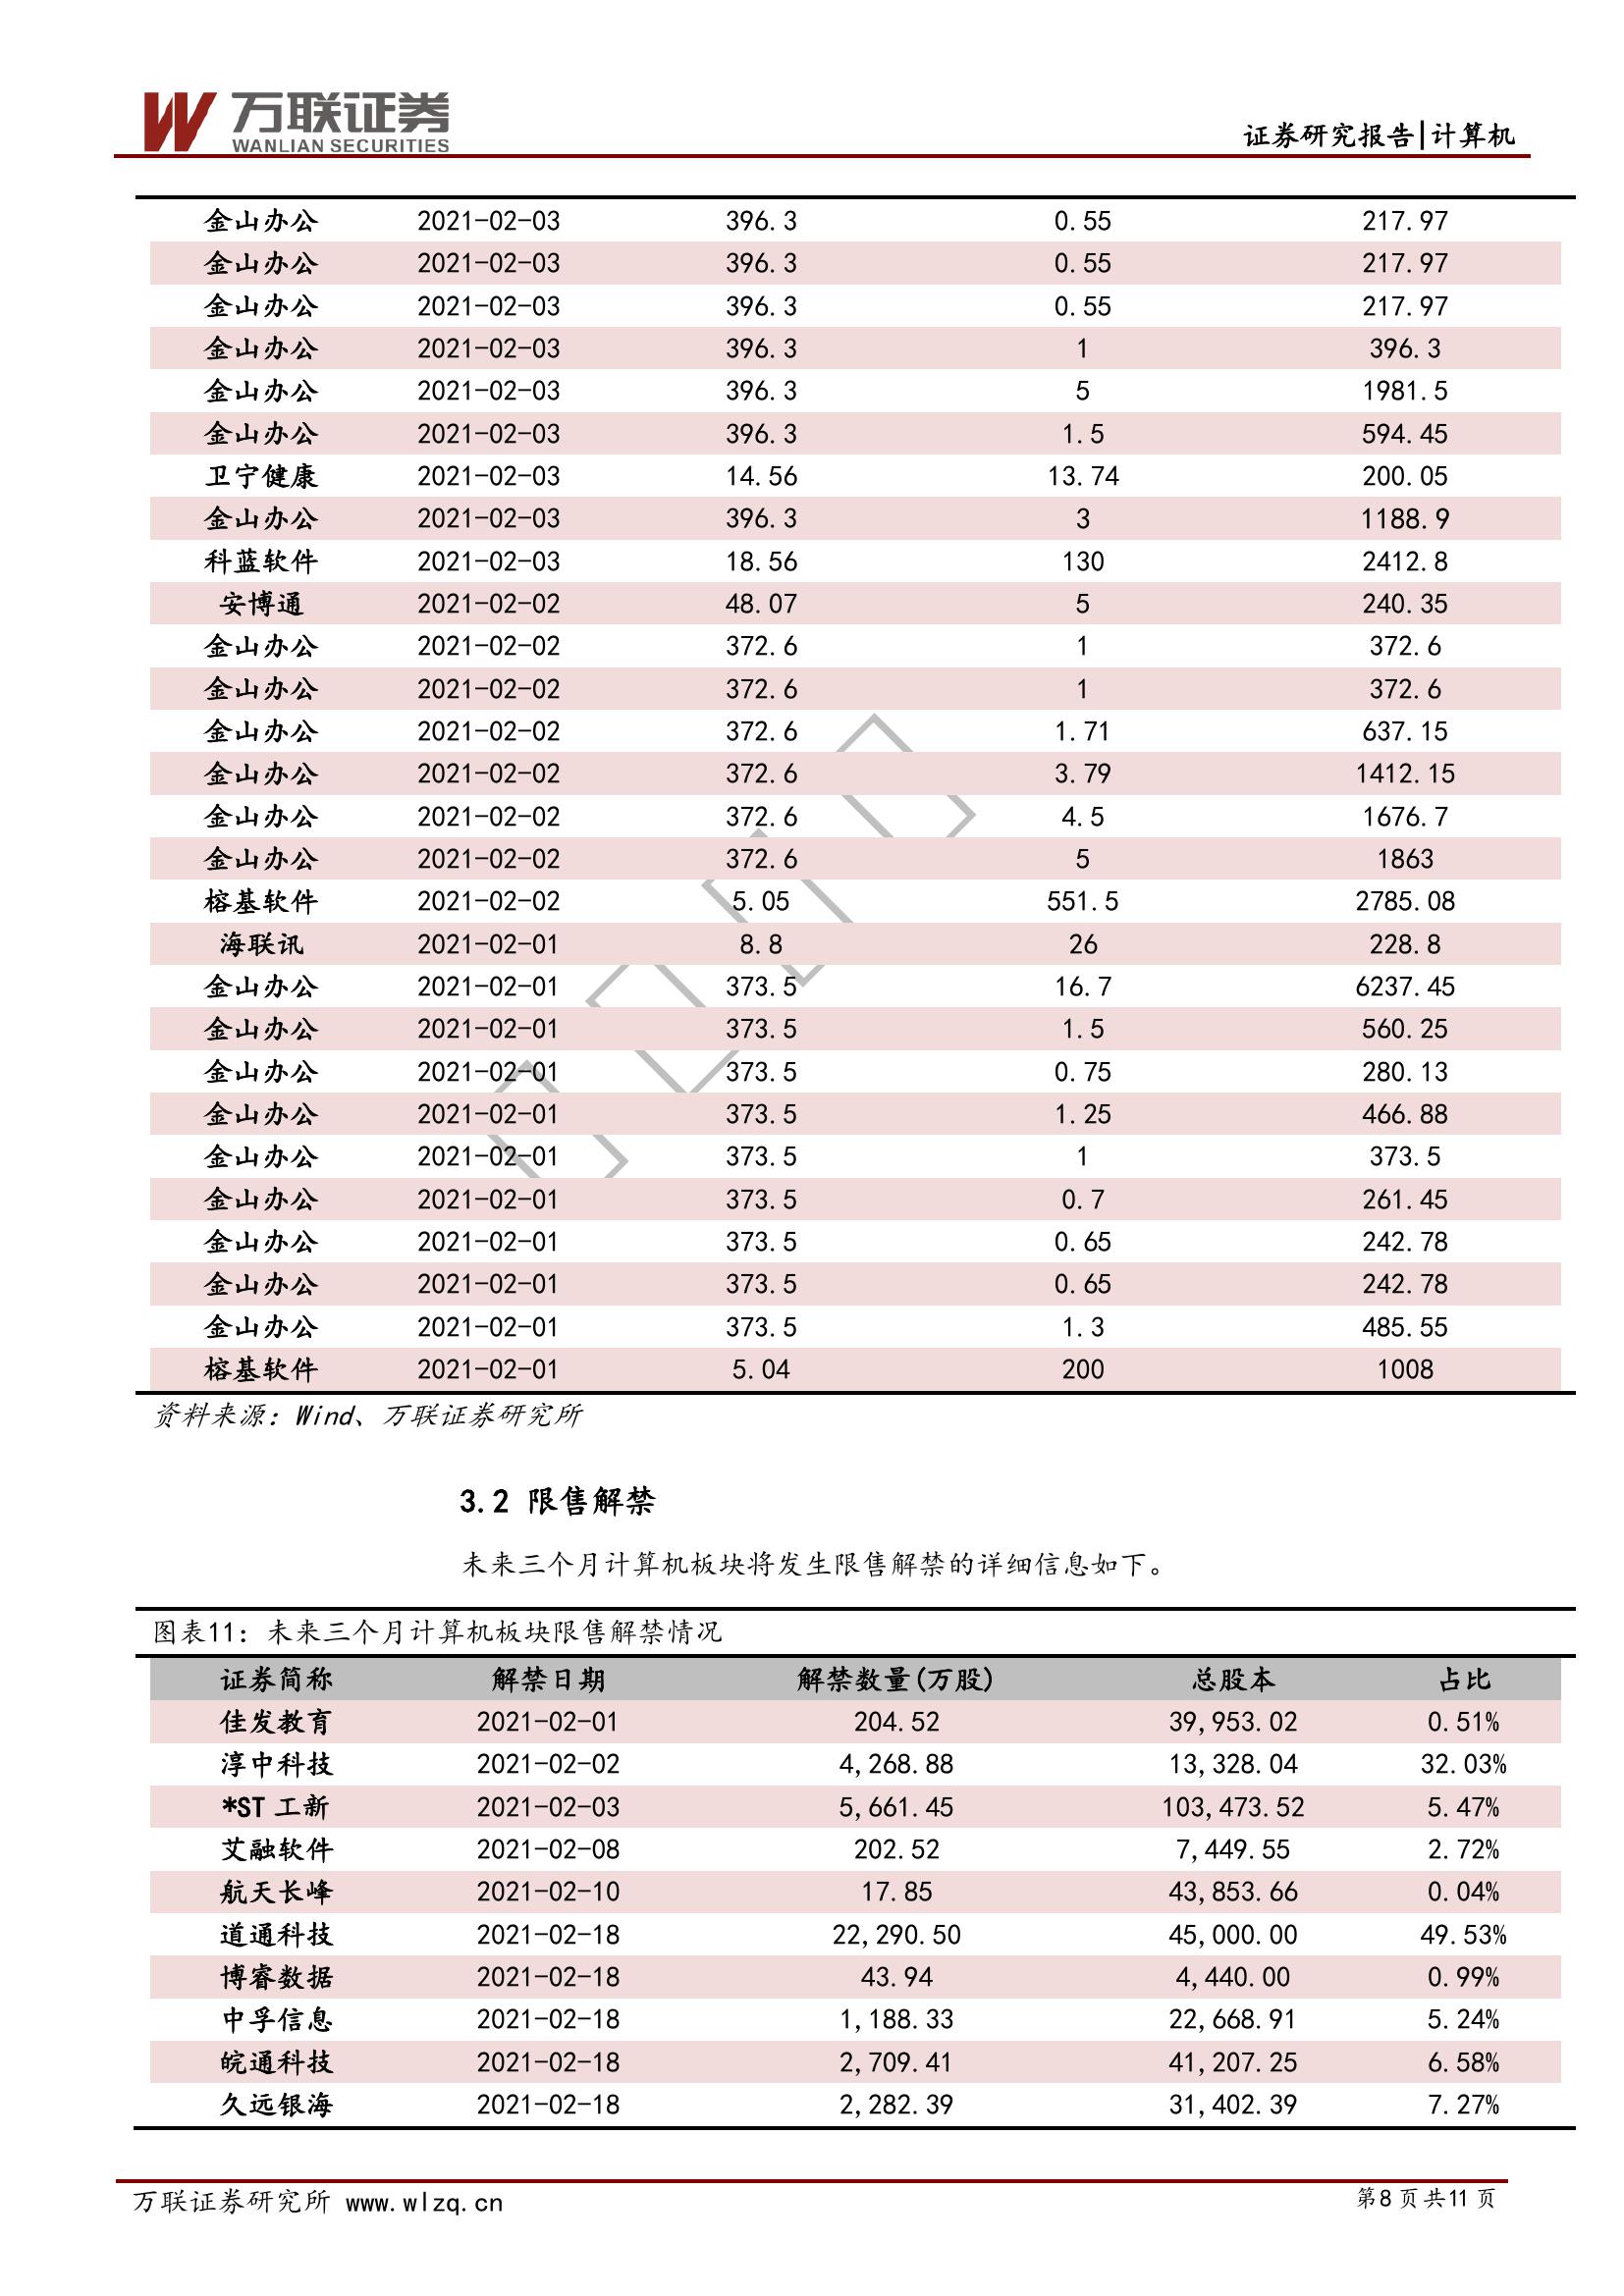 万联证券
WANLIAN SECURITIES
证券研究报告|计算机
金山办公 2021-02-03 396.3 0.55 217.97
金山办公 2021-02-03 396.3 0.55 217.97
金山办公 2021-02-03 396.3 0.55 217.97
金山办公 2021-02-03 396.3 1 396.3
金山办公 2021-02-03 396.3 5 1981.5
金山办公 2021-02-03 396.3 1.5 594.45
卫宁健康 2021-02-03 14.56 13.74 200.05
金山办公 2021-02-03 396.3 3 1188.9
科蓝软件 2021-02-03 18.56 130 2412.8
安博通 2021-02-02 48.07 5 240.35
金山办公 2021-02-02 372.6 1 372.6
金山办公 2021-02-02 372.6 1 372.6
金山办公 2021-02-02 372.6 1.71 637.15
金山办公 2021-02-02 372.6 3.79 1412.15
金山办公 2021-02-02 372.6 4.5 1676.7
金山办公 2021-02-02 372.6 5 1863
榕基软件 2021-02-02 5.05 551.5 2785.08
海联讯 2021-02-01 8.8 26 228.8
金山办公 2021-02-01 373.5 16.7 6237.45
金山办公 2021-02-01 373.5 1.5 560.25
金山办公 2021-02-01 373.5 0.75 280.13
金山办公 2021-02-01 373.5 1.25 466.88
金山办公 2021-02-01 373.5 1 373.5
金山办公 2021-02-01 373.5 0.7 261.45
金山办公 2021-02-01 373.5 0.65 242.78
金山办公 2021-02-01 373.5 0.65 242.78
金山办公 2021-02-01 373.5 1.3 485.55
榕基软件 2021-02-01 5.04 200 1008
资料来源：Wind、万联证券研究所
3.2 限售解禁
未来三个月计算机板块将发生限售解禁的详细信息如下。
图表11：未来三个月计算机板块限售解禁情况
证券简称 解禁日期 解禁数量(万股) 总股本 占比
佳发教育 2021-02-01 204.52 39,953.02 0.51%
淳中科技 2021-02-02 4,268.88 13,328.04 32.03%
*ST 工新 2021-02-03 5,661.45 103,473.52 5.47%
艾融软件 2021-02-08 202.52 7,449.55 2.72%
航天长峰 2021-02-10 17.85 43,853.66 0.04%
道通科技 2021-02-18 22,290.50 45,000.00 49.53%
博睿数据 2021-02-18 43.94 4,440.00 0.99%
中孚信息 2021-02-18 1,188.33 22,668.91 5.24%
皖通科技 2021-02-18 2,709.41 41,207.25 6.58%
久远银海 2021-02-18 2,282.39 31,402.39 7.27%
万联证券研究所 www.wlzq.cn 第8页共11页